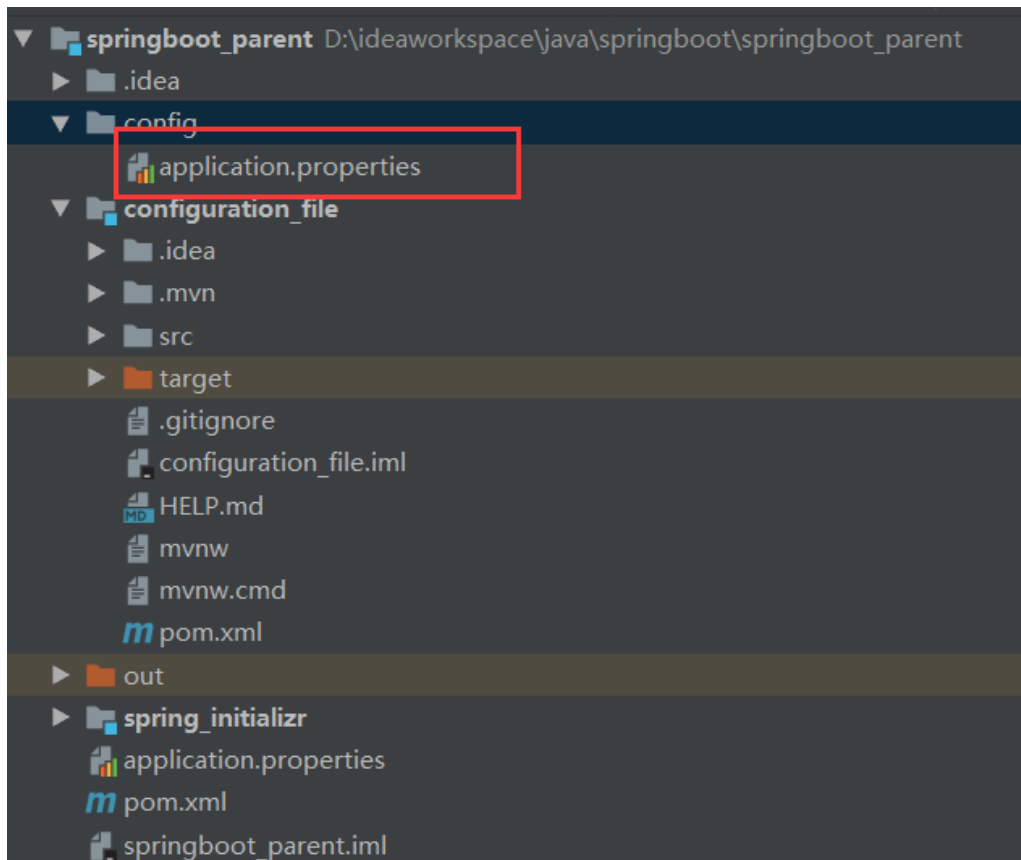 springboot_parent D:\ideaworkspace\java\springboot\springboot_parent
.idea
config
application.properties
configuration_file
.idea
.mvn
src
target
.gitignore
configuration_file.iml
MD HELP.md
mvnw
mvnw.cmd
m pom.xml
out
spring_initializr
application.properties
m pom.xml
springboot_parent.iml